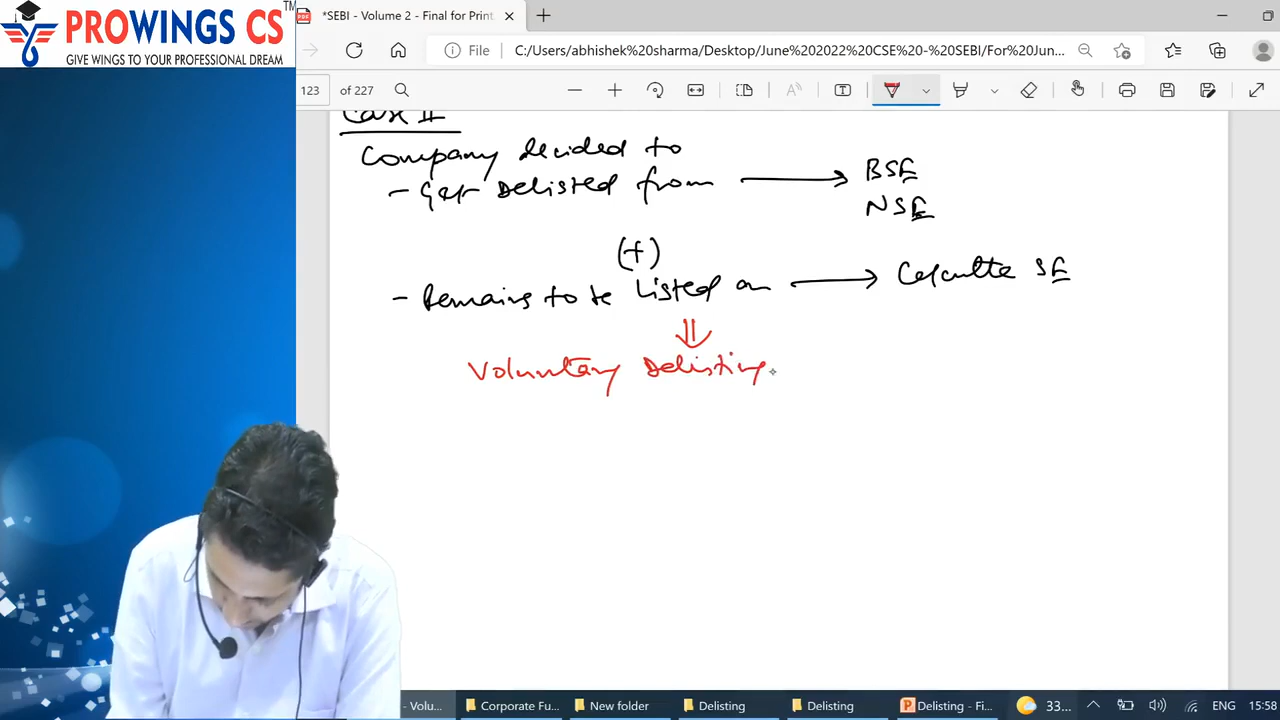 PROWINGS CS™
GIVE WINGS TO YOUR PROFESSIONAL DREAM
*SEBI - Volume 2 - Final for Print
File
C:/Users/abhishek%20sharma/Desktop/June%202022%20CSE%20-%20SEBI/For%20Jun...
123 of 227
Case II
Company decided to
- Get Delisted from → BSE
NSE
(+)
- Remains to be Listed on → Calcutta SE
Voluntary Delisting
- Volu...
Corporate Fu...
New folder
Delisting
Delisting
Delisting - Fi...
33...
ENG
15:58